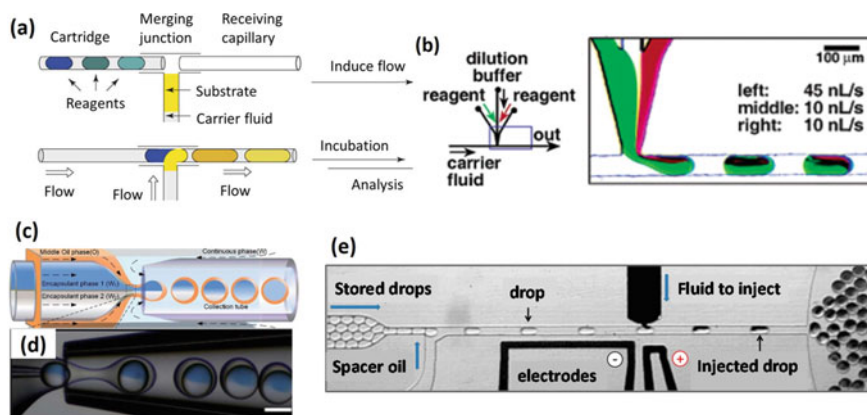 (a)
Cartridge
Merging
junction
Receiving
capillary
Reagents
Substrate
Carrier fluid
Induce flow
Flow
Flow
Flow
Incubation
Analysis
(b)
dilution
buffer
reagent
reagent
out
carrier
fluid
100 µm
left: 45 nL/s
middle: 10 nL/s
right: 10 nL/s
(c)
Middle Oil phase(O)
Continuous phase(W)
Encapsulant phase 1 (W₁)
Encapsulant phase 2 (W₂)
Collection tube
(d)
(e)
Stored drops
drop
Fluid to inject
Spacer oil
electrodes
-
+
Injected drop